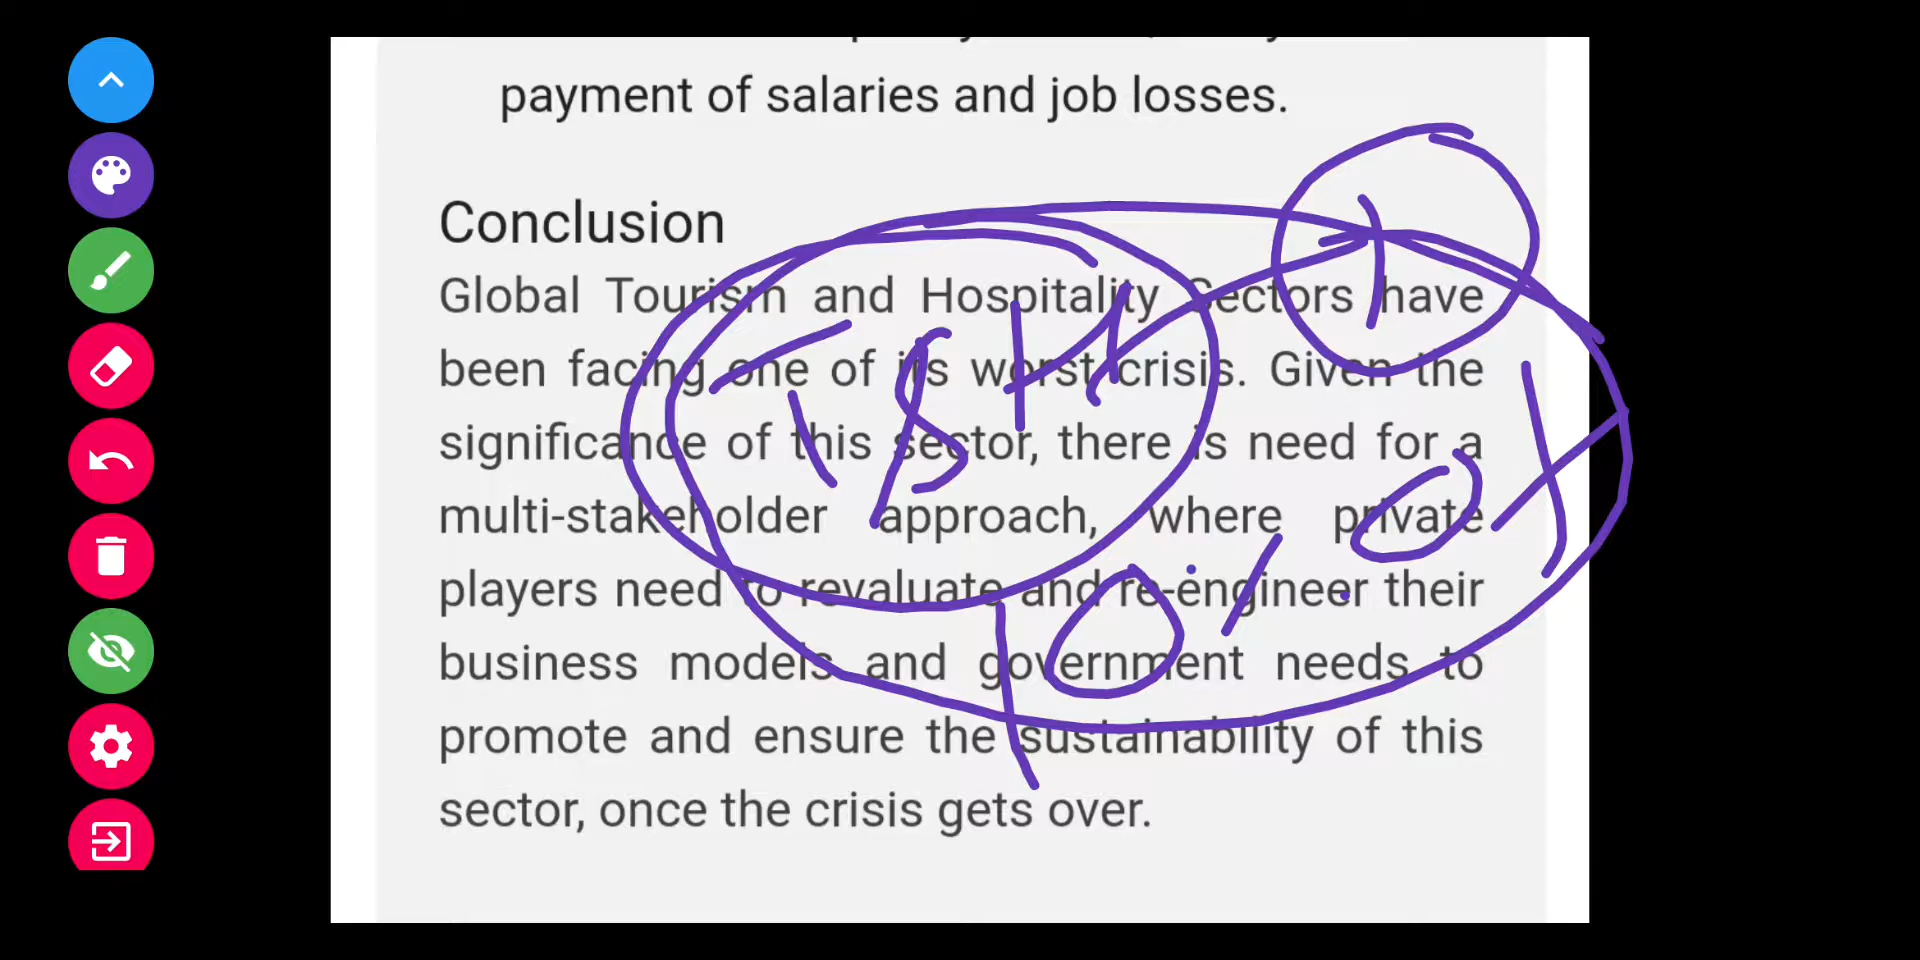 payment of salaries and job losses.
Conclusion
Global Tourism and Hospitality Sectors have
been facing one of its worst crisis. Given the
significance of this sector, there is need for a
multi-stakeholder approach, where private
players need to revaluate and re-engineer their
business models and government needs to
promote and ensure the sustainability of this
sector, once the crisis gets over.